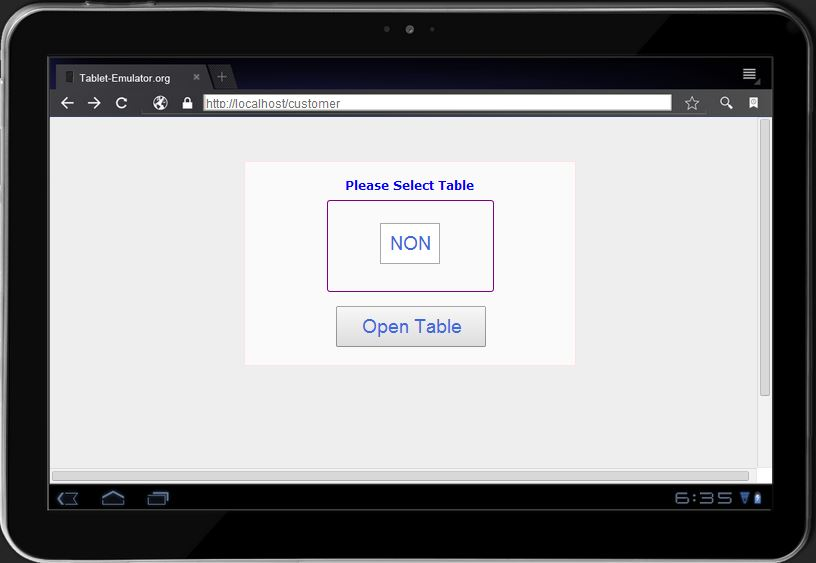 Tablet-Emulator.org
http://localhost/customer
Please Select Table
NON
Open Table
6:35